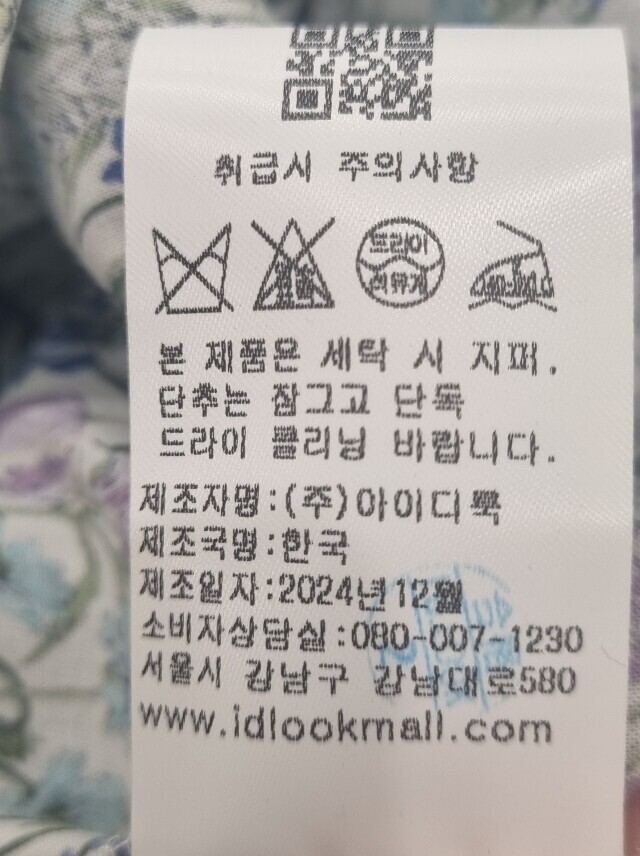 취급시 주의사항
드라이
석유계
본 제품은 세탁 시 지퍼.
단추는 잠그고 단독
드라이 클리닝 바랍니다.
제조자명:(주)아이디룩
제조국명:한국
제조일자:2024년 12월
소비자상담실:080-007-1230
서울시 강남구 강남대로580
www.idlookmall.com